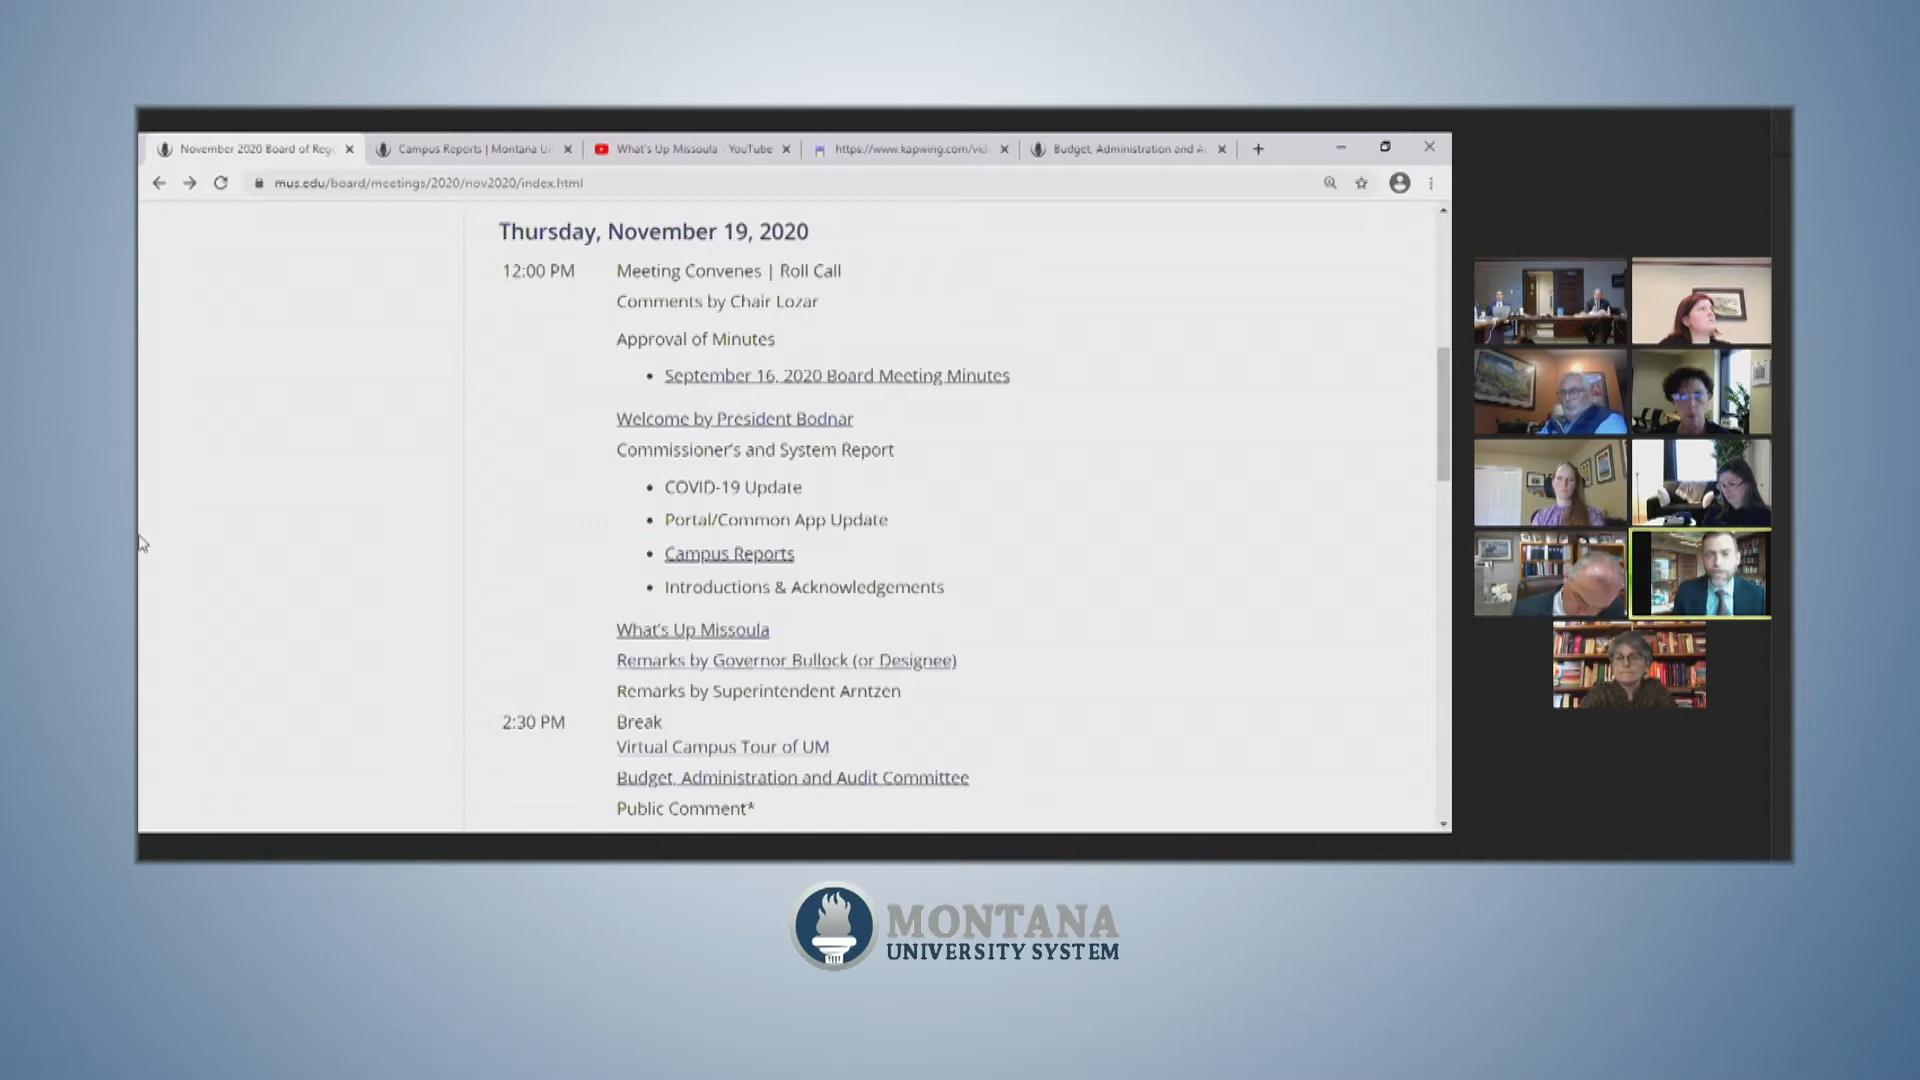 November 2020 Board of Reg
Campus Reports | Montana Un
What's Up Missoula - YouTube
https://www.kapwing.com/vid
Budget, Administration and A
mus.edu/board/meetings/2020/nov2020/index.html
Thursday, November 19, 2020
12:00 PM Meeting Convenes | Roll Call
Comments by Chair Lozar
Approval of Minutes
• September 16, 2020 Board Meeting Minutes
Welcome by President Bodnar
Commissioner's and System Report
• COVID-19 Update
• Portal/Common App Update
• Campus Reports
• Introductions & Acknowledgements
What's Up Missoula
Remarks by Governor Bullock (or Designee)
Remarks by Superintendent Arntzen
2:30 PM Break
Virtual Campus Tour of UM
Budget, Administration and Audit Committee
Public Comment*
MONTANA
UNIVERSITY SYSTEM